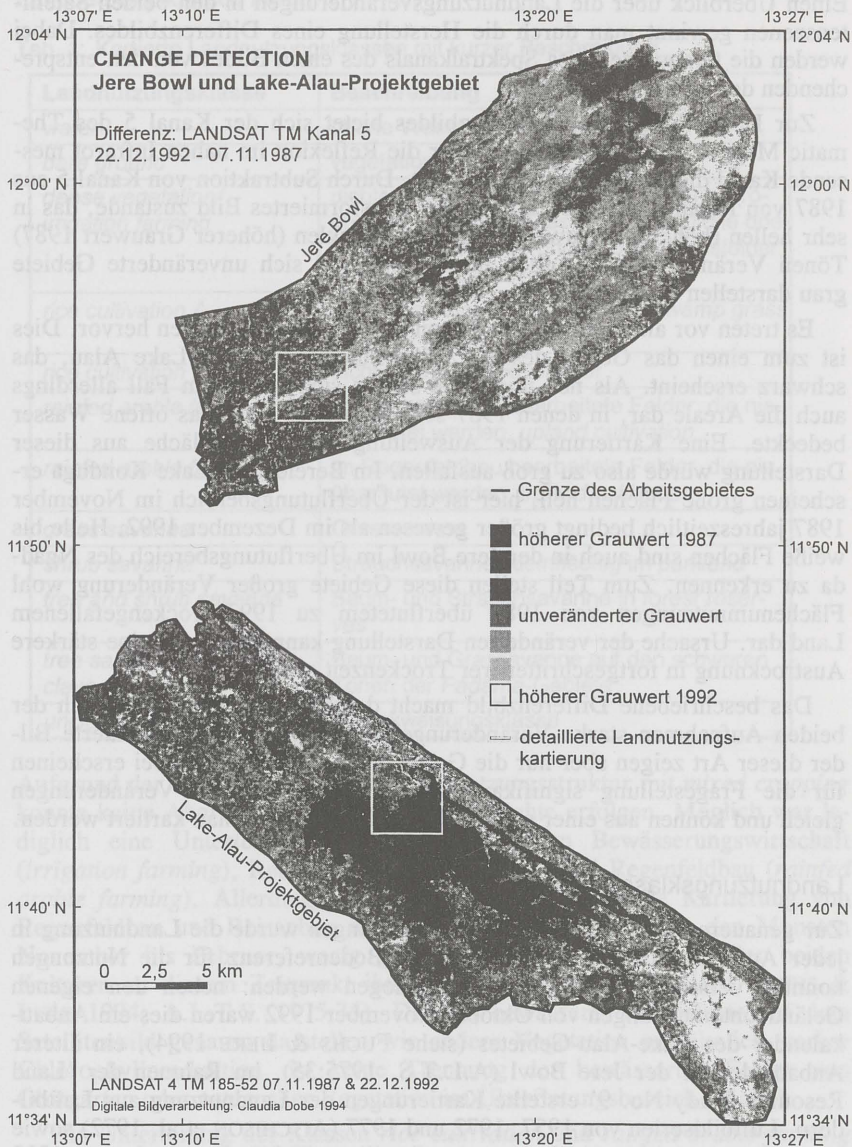 13°07' E
13°10' E
13°20' E
13°27' E
12°04' N
12°04' N
CHANGE DETECTION
Jere Bowl und Lake-Alau-Projektgebiet
Differenz: LANDSAT TM Kanal 5
22.12.1992 - 07.11.1987
12°00' N
12°00' N
Jere Bowl
Grenze des Arbeitsgebietes
höherer Grauwert 1987
unveränderter Grauwert
höherer Grauwert 1992
detaillierte Landnutzungs-
kartierung
11°50' N
11°50' N
Lake-Alau-Projektgebiet
11°40' N
11°40' N
0 2,5 5 km
LANDSAT 4 TM 185-52 07.11.1987 & 22.12.1992
Digitale Bildverarbeitung: Claudia Dobe 1994
11°34' N
11°34' N
13°07' E
13°10' E
13°20' E
13°27' E